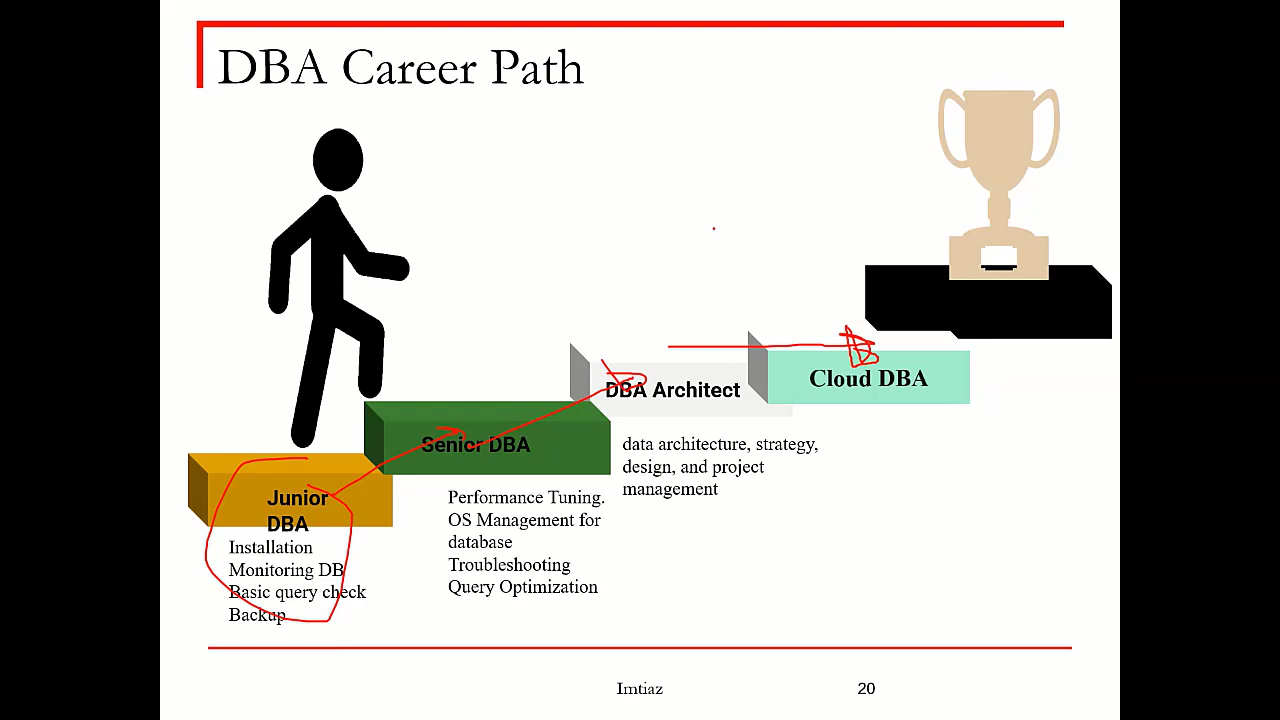 DBA Career Path
Junior
DBA
Installation
Monitoring DB
Basic query check
Backup
Senior DBA
Performance Tuning.
OS Management for
database
Troubleshooting
Query Optimization
DBA Architect
data architecture, strategy,
design, and project
management
Cloud DBA
Imtiaz
20